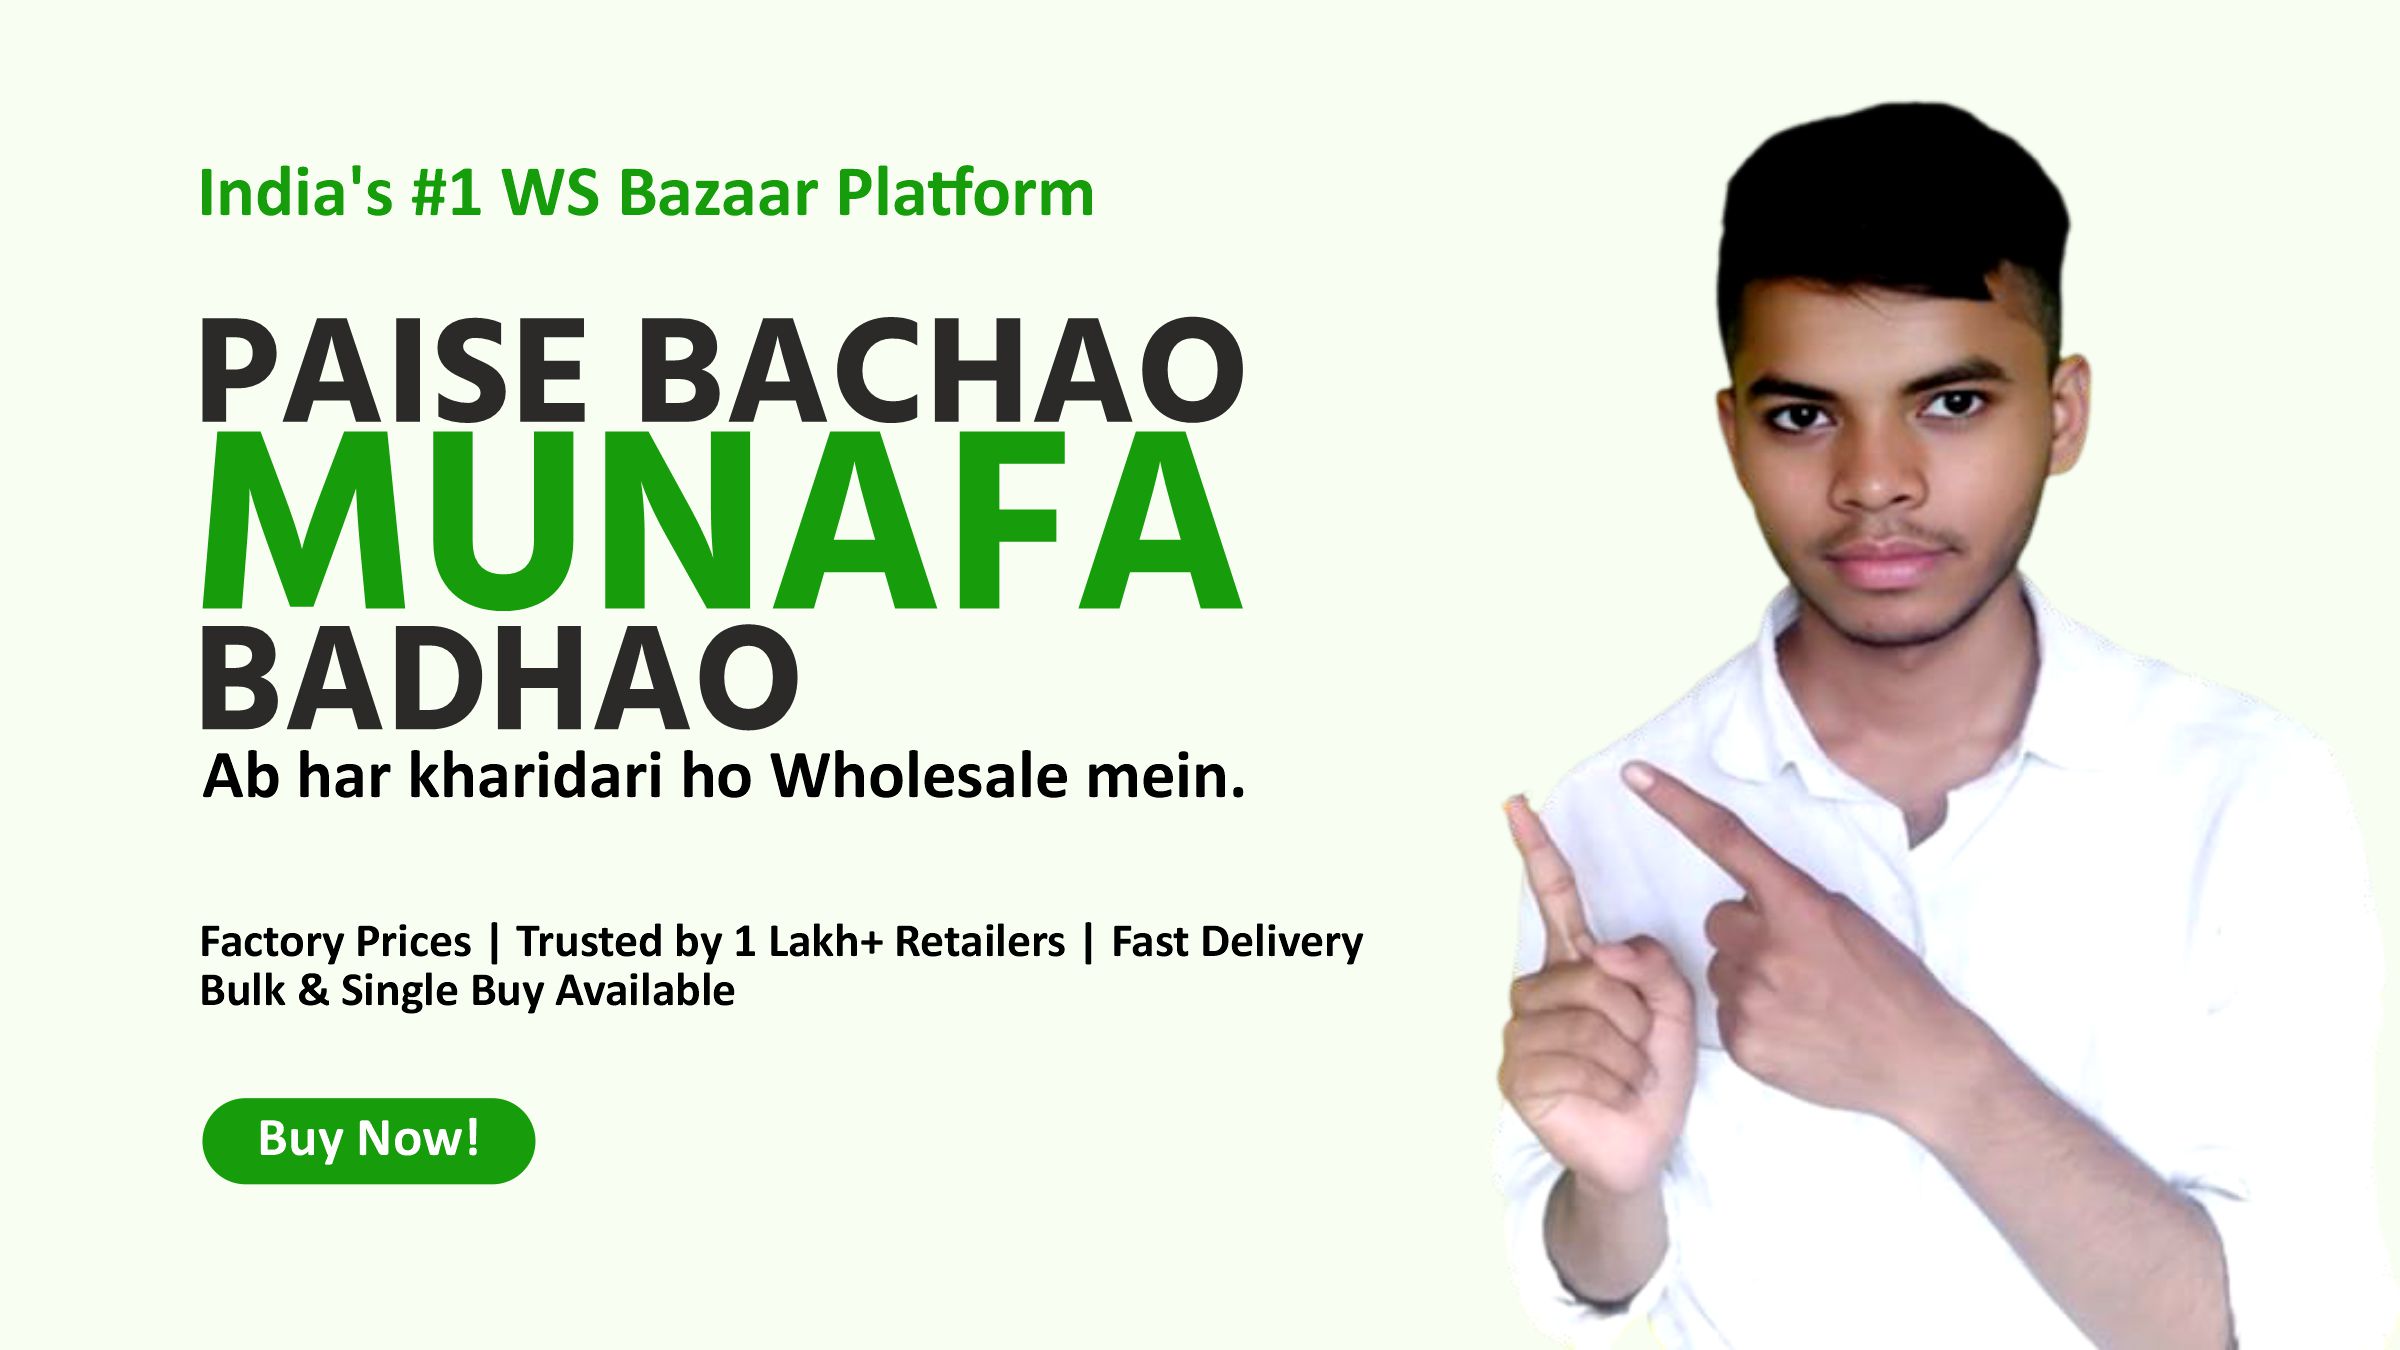 India's #1 WS Bazaar Platform
PAISE BACHAO
MUNAFA
BADHAO
Ab har kharidari ho Wholesale mein.
Factory Prices | Trusted by 1 Lakh+ Retailers | Fast Delivery
Bulk & Single Buy Available
Buy Now!